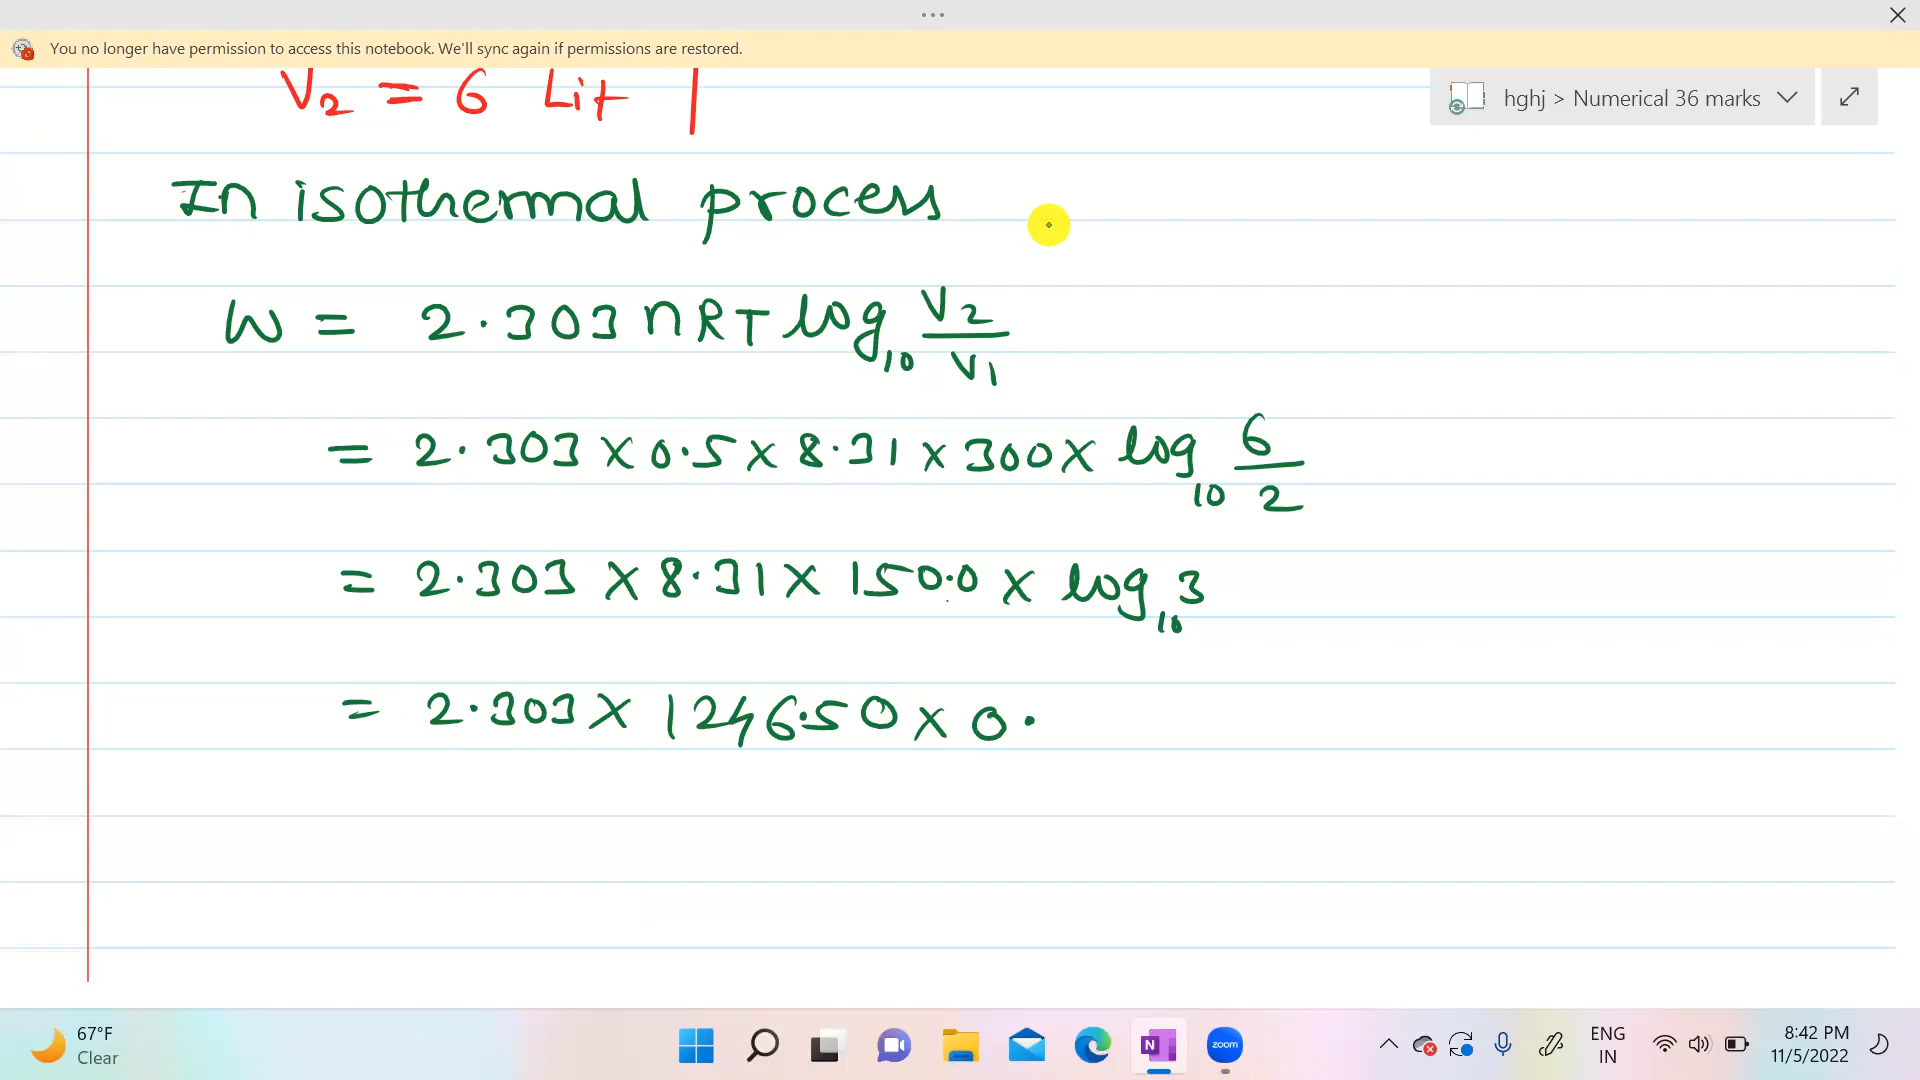 You no longer have permission to access this notebook. We'll sync again if permissions are restored.
V₂ = 6 Lit
hghj > Numerical 36 marks
In isothermal process
W = 2.303 nRT log₁₀ V₂/V₁
= 2.303 × 0.5 × 8.31 × 300 × log₁₀ 6/2
= 2.303 × 8.31 × 150.0 × log₁₀ 3
= 2.303 × 1246.50 × 0.
67°F
Clear
zoom
N
ENG
IN
8:42 PM
11/5/2022